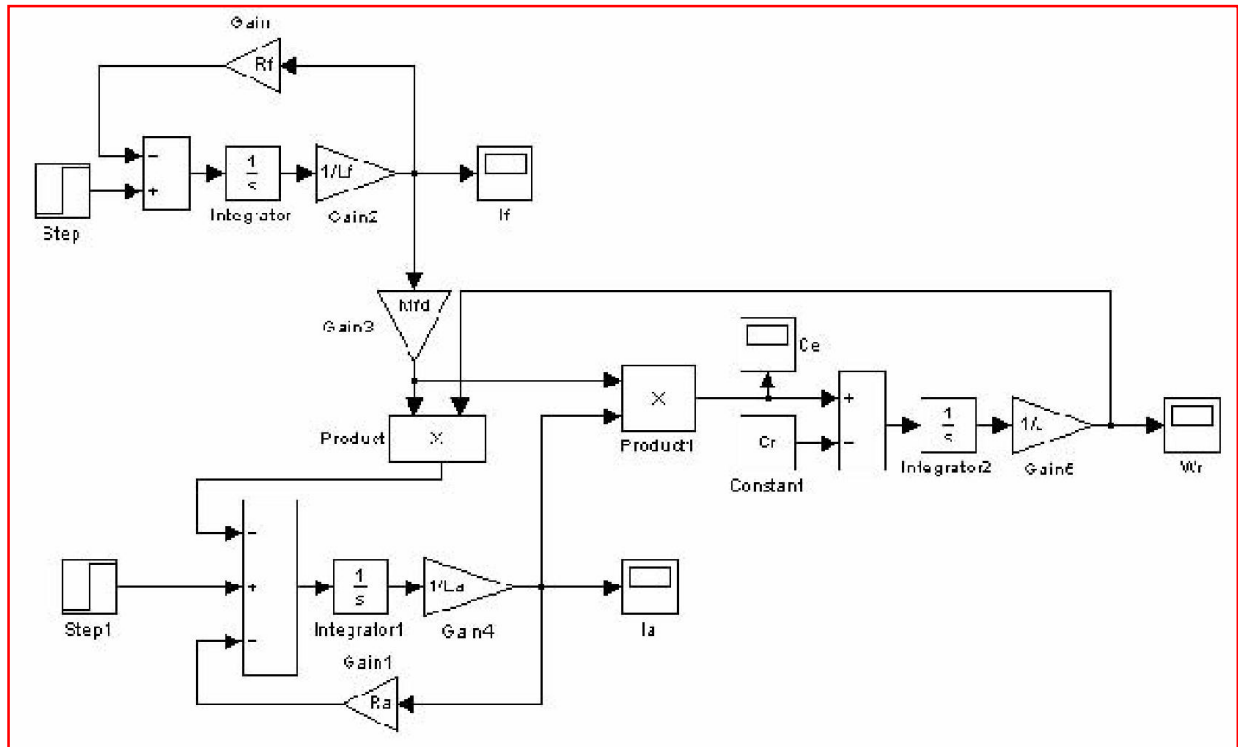 Gain
Rf
−
+
1
s
1/Lf
Integrator
Gain2
If
Step
Mfd
Gain3
Ce
X
X
+
−
1
s
Product
Product1
Cr
Integrator2
Gain6
Wr
Constant
−
+
−
1
s
1/La
Step1
Integrator1
Gain4
Ia
Gain1
Ra